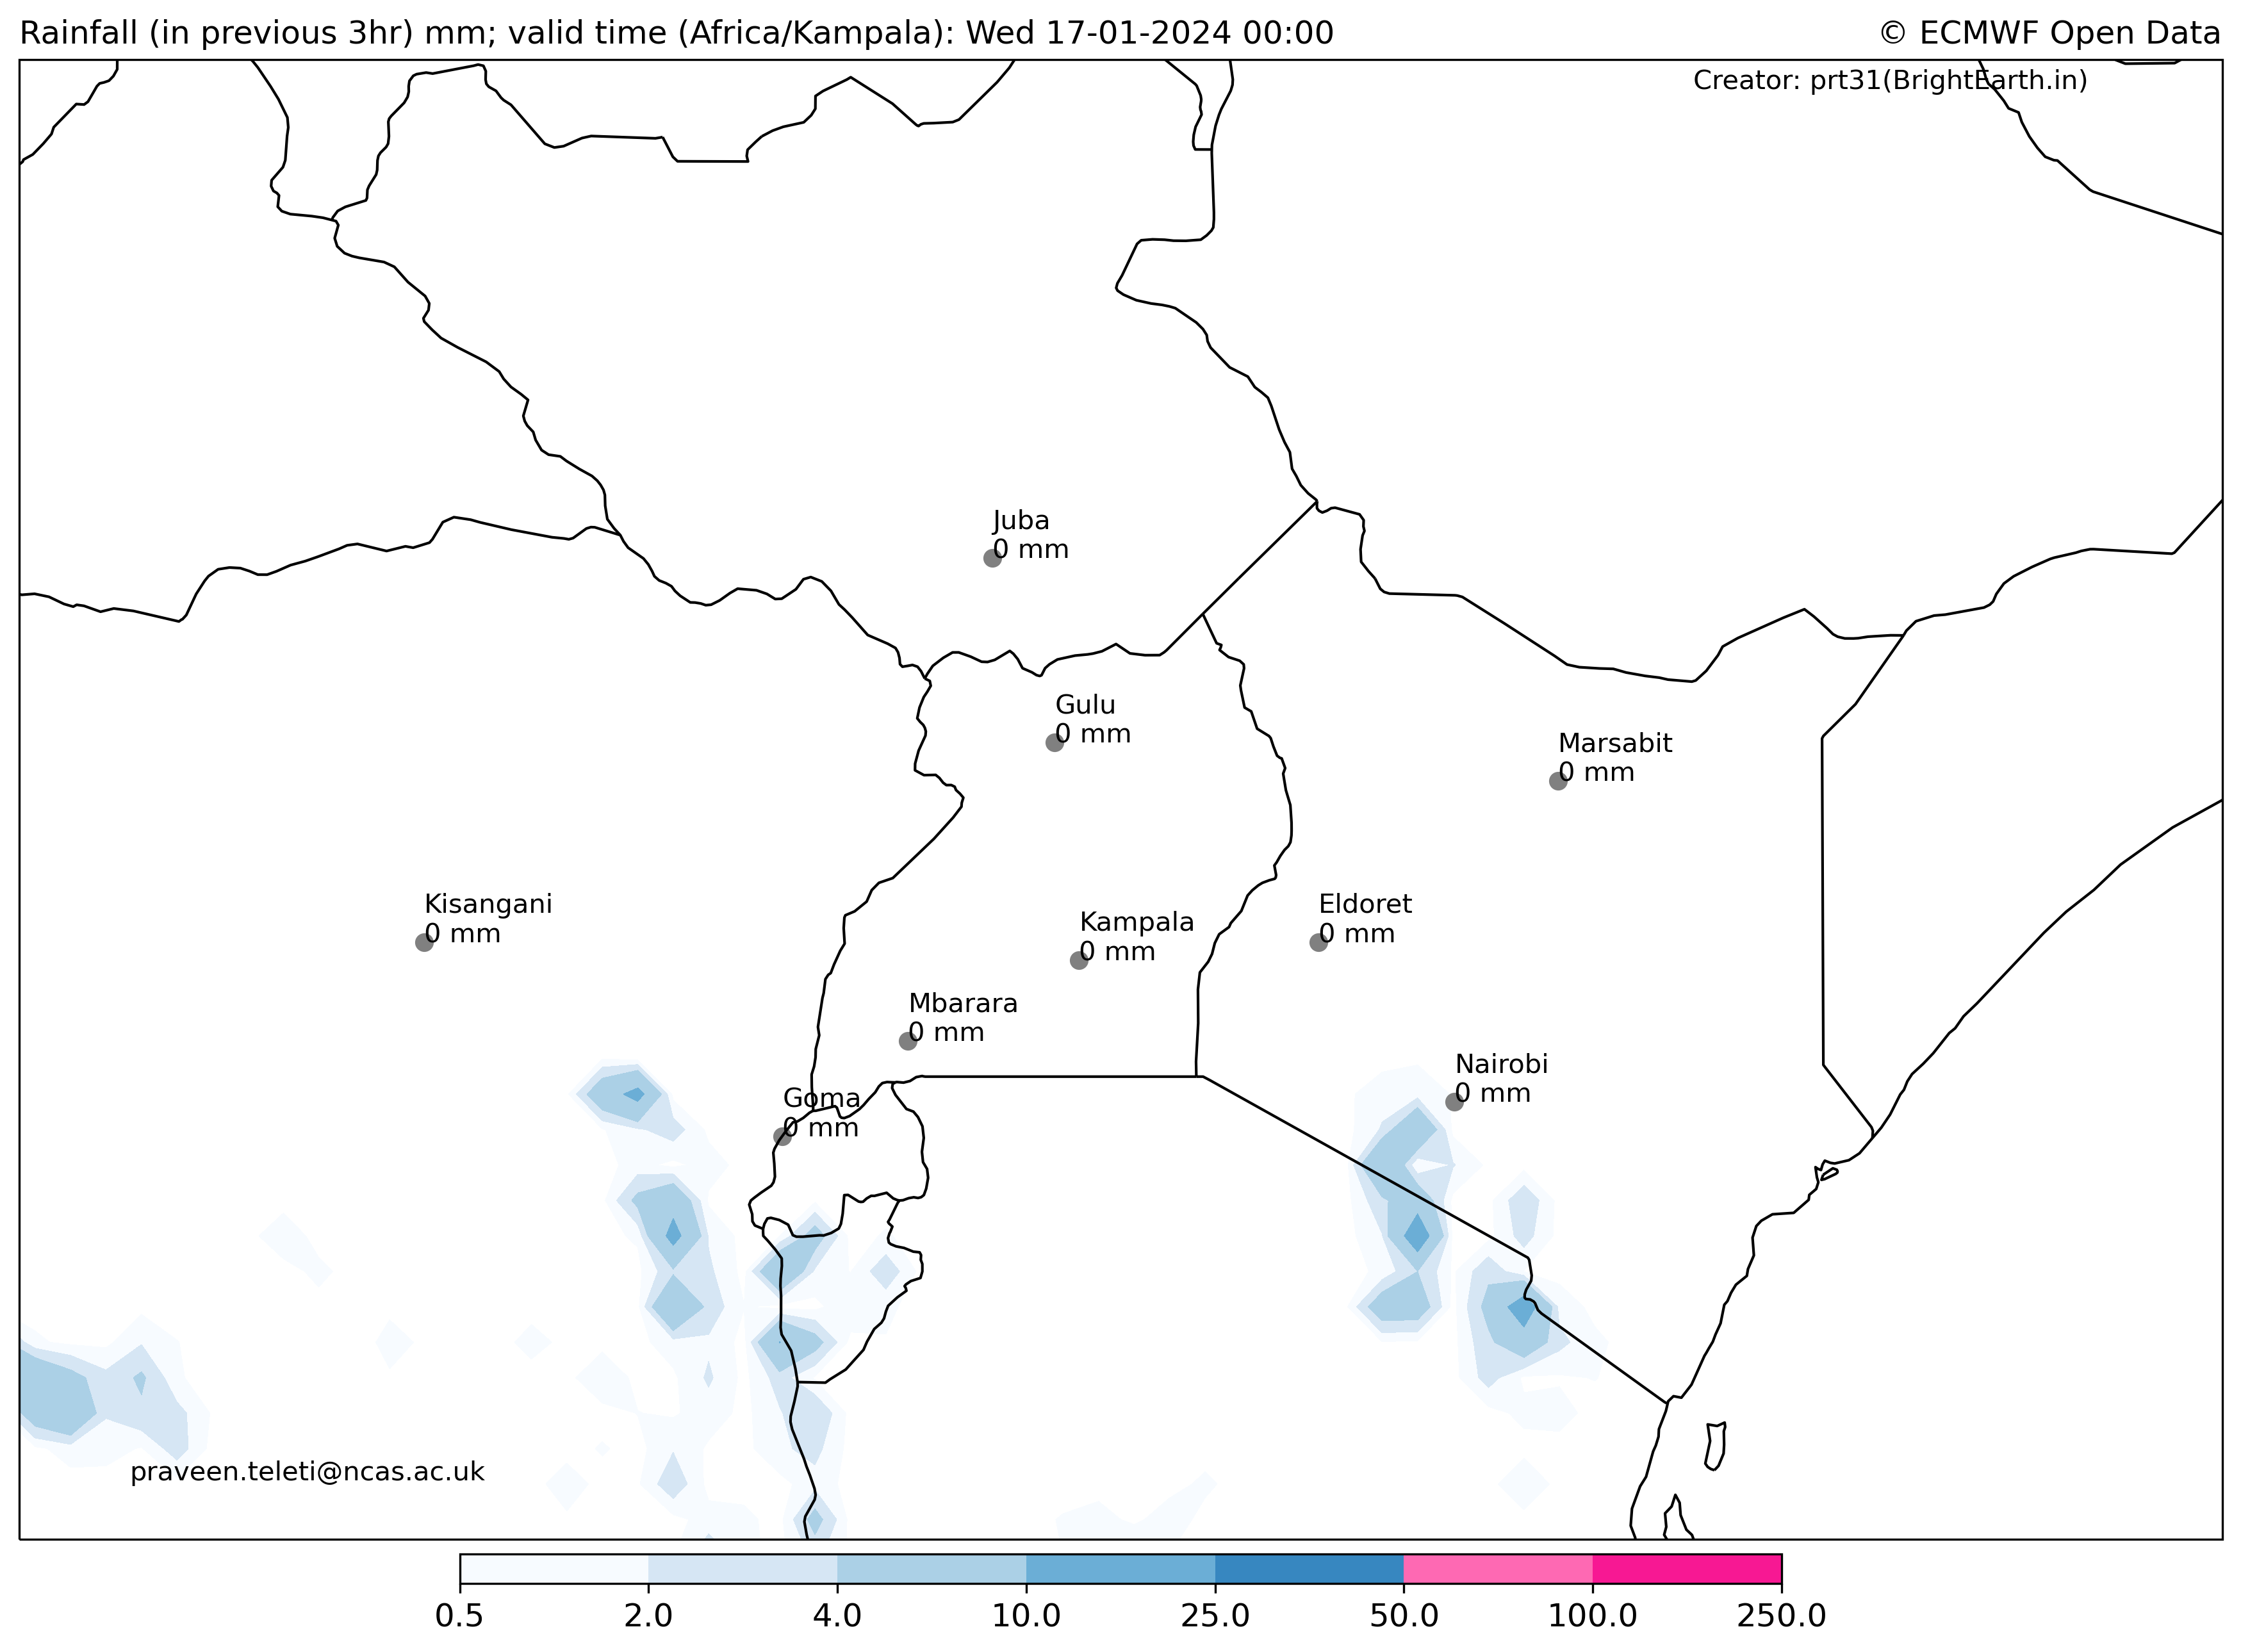 Rainfall (in previous 3hr) mm; valid time (Africa/Kampala): Wed 17-01-2024 00:00
© ECMWF Open Data
Creator: prt31(BrightEarth.in)
Juba
0 mm
Gulu
0 mm
Marsabit
0 mm
Kisangani
0 mm
Kampala
0 mm
Eldoret
0 mm
Mbarara
0 mm
Nairobi
0 mm
Goma
0 mm
praveen.teleti@ncas.ac.uk
0.5 2.0 4.0 10.0 25.0 50.0 100.0 250.0